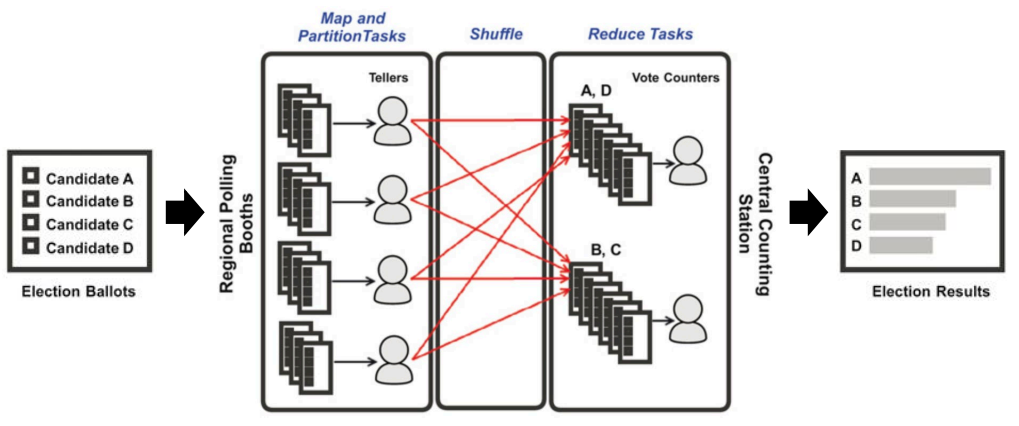 Map and
PartitionTasks
Shuffle
Reduce Tasks
Tellers
Vote Counters
A, D
B, C
Candidate A
Candidate B
Candidate C
Candidate D
Election Ballots
Regional Polling
Booths
Central Counting
Station
A
B
C
D
Election Results